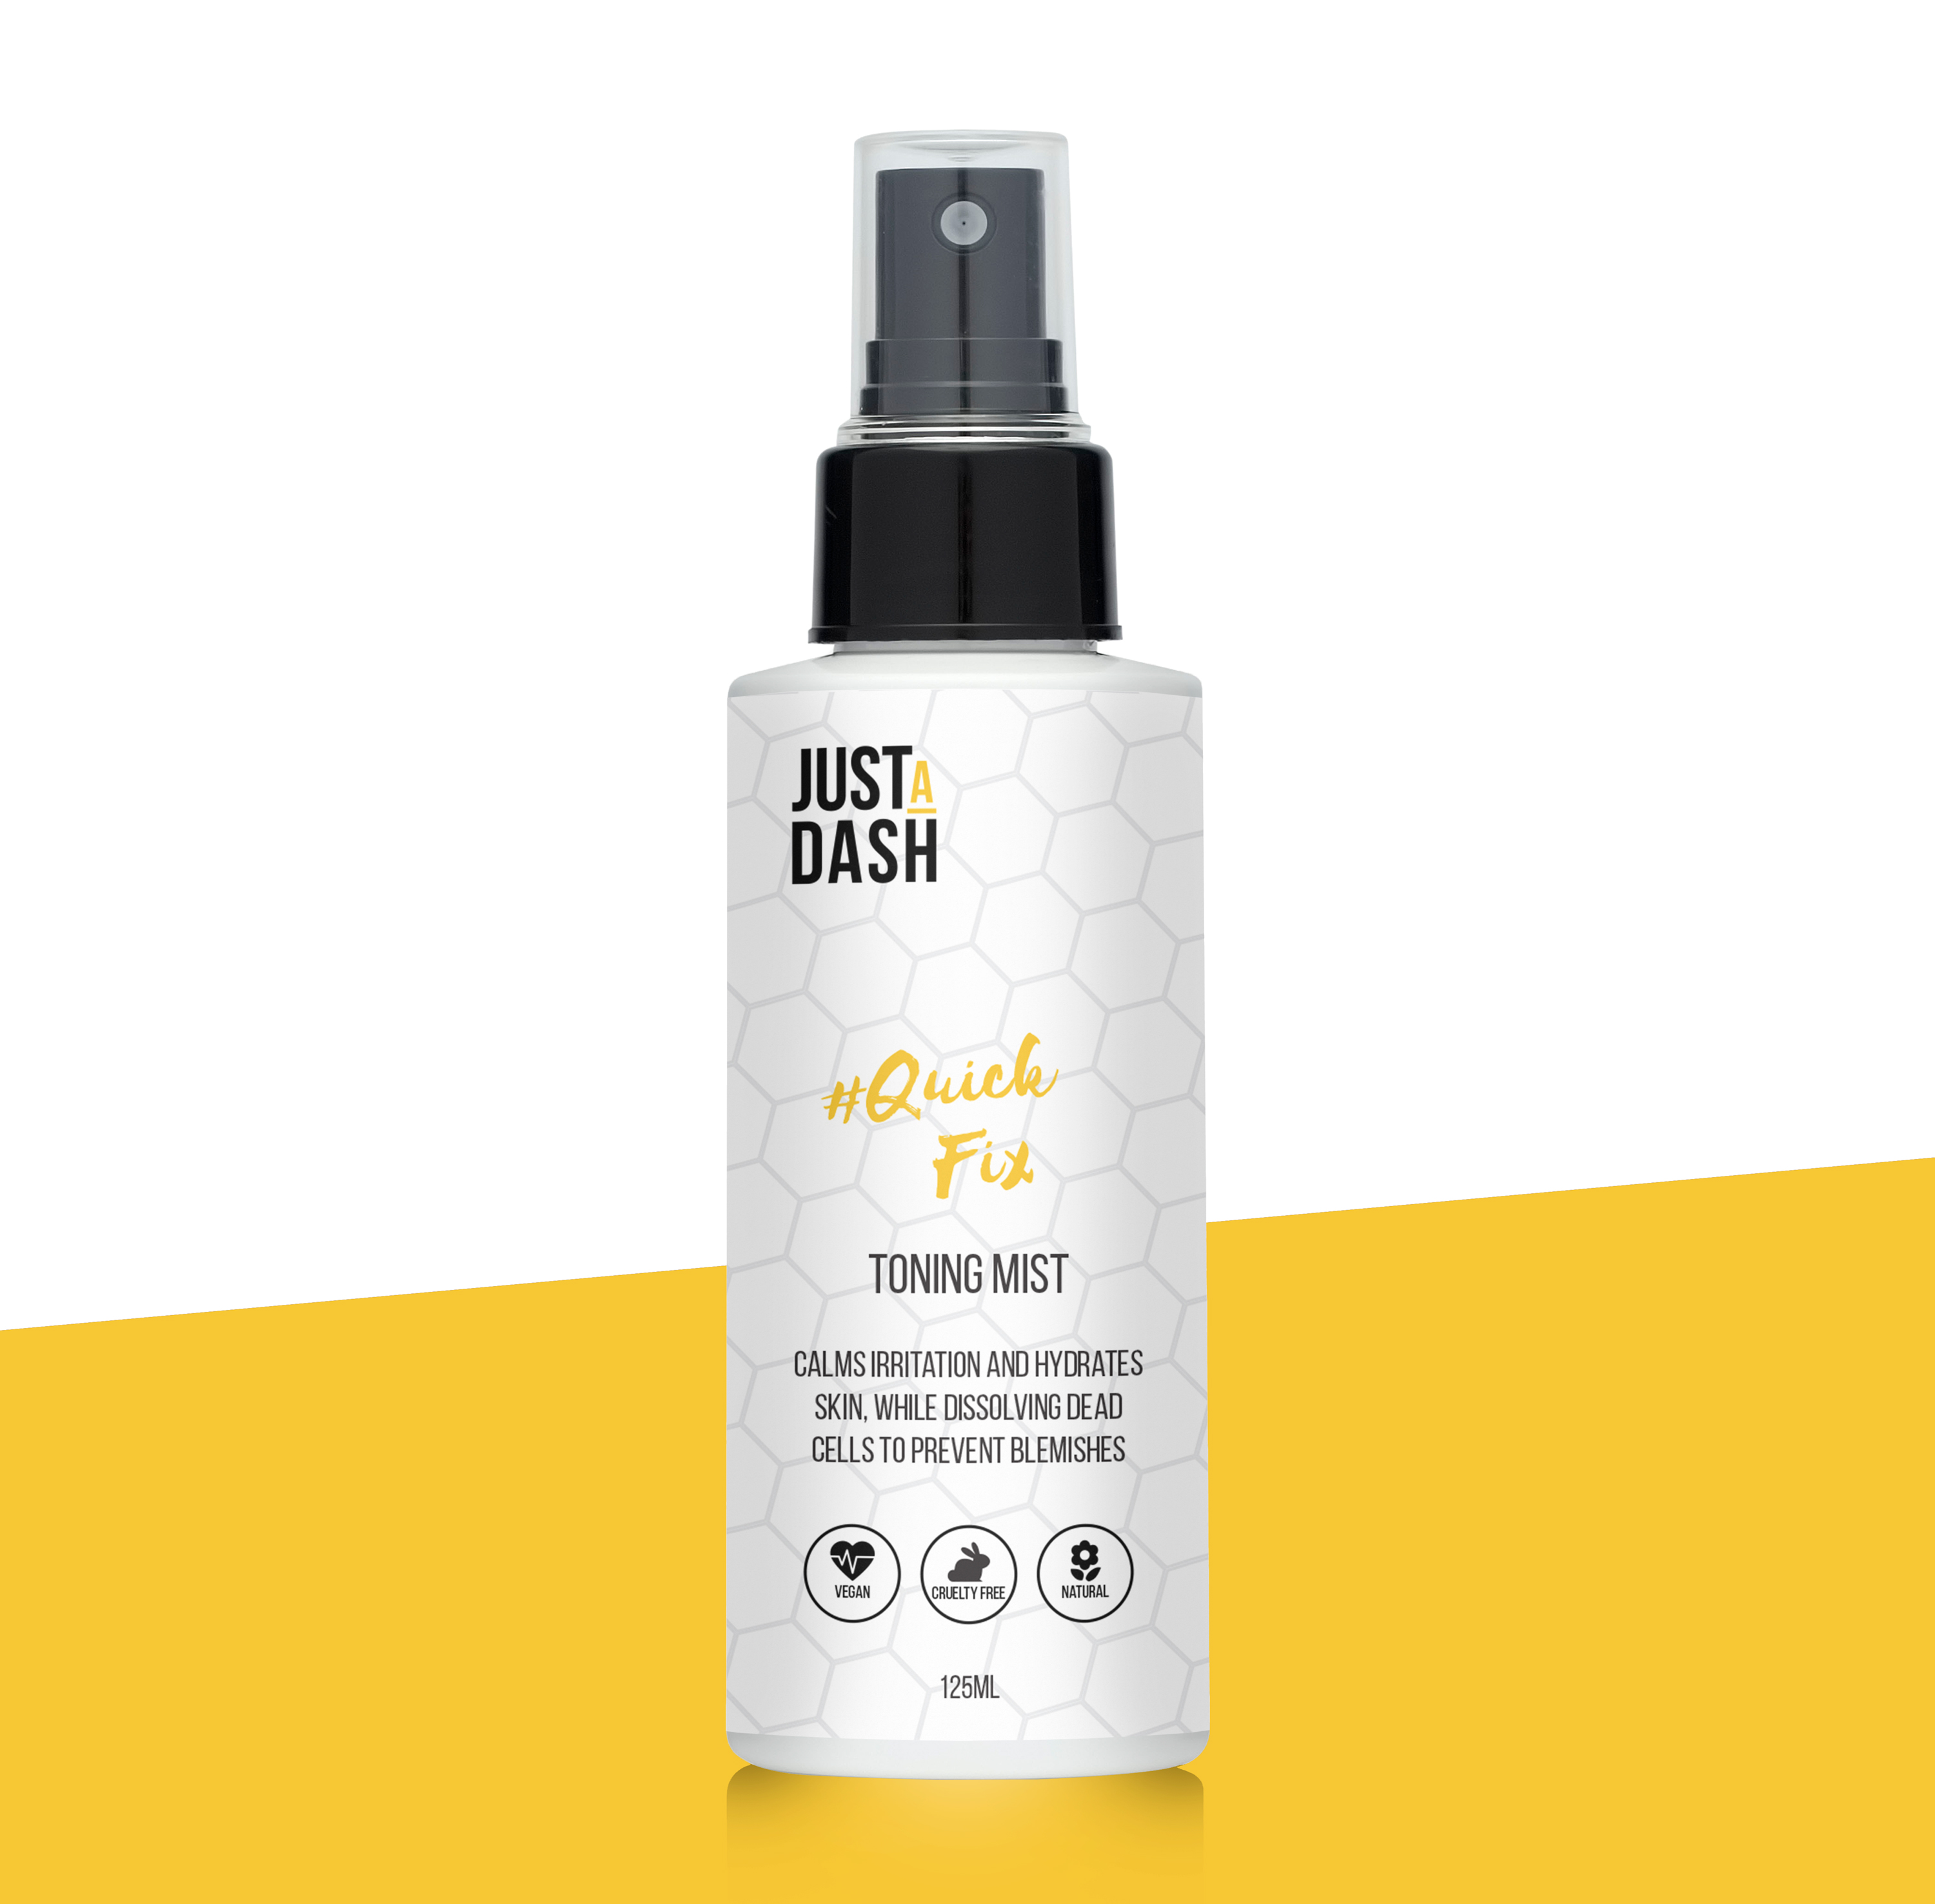 JUST A
DASH
#Quick
Fix
TONING MIST
CALMS IRRITATION AND HYDRATES
SKIN, WHILE DISSOLVING DEAD
CELLS TO PREVENT BLEMISHES
VEGAN
CRUELTY FREE
NATURAL
125ML